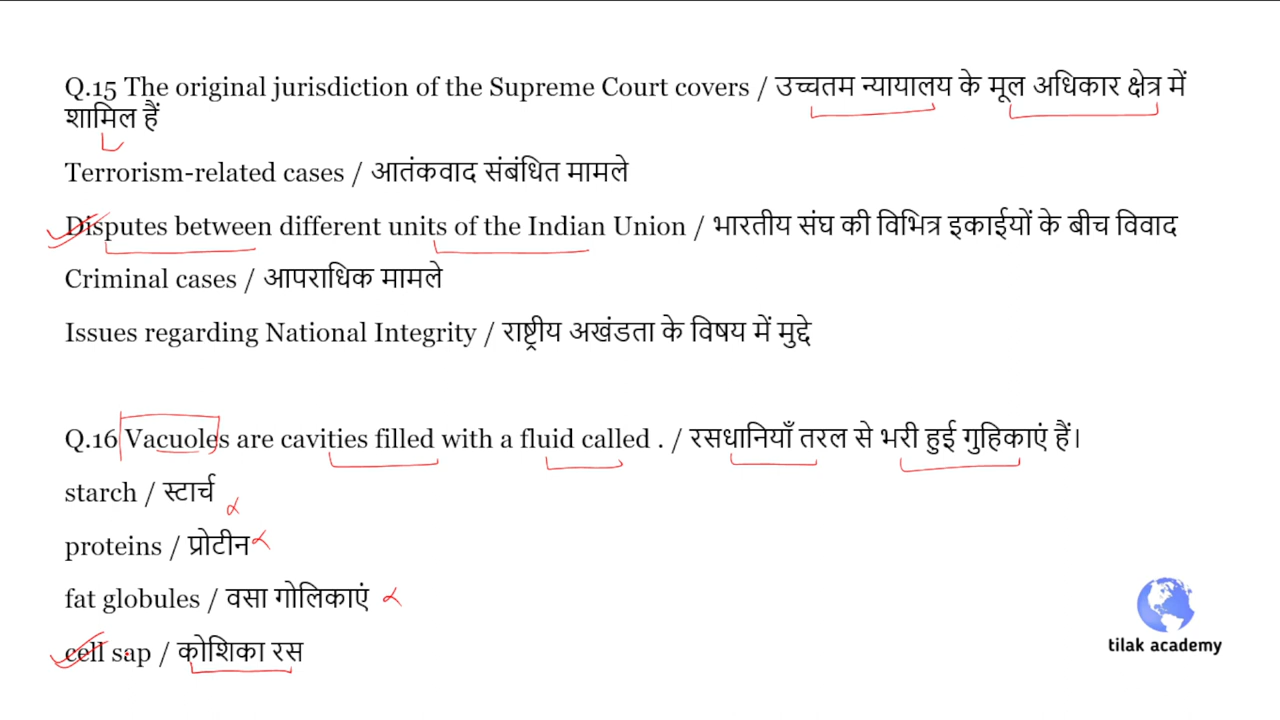 Q.15 The original jurisdiction of the Supreme Court covers / उच्चतम न्यायालय के मूल अधिकार क्षेत्र में
शामिल हैं
Terrorism-related cases / आतंकवाद संबंधित मामले
Disputes between different units of the Indian Union / भारतीय संघ की विभिन्न इकाईयों के बीच विवाद
Criminal cases / आपराधिक मामले
Issues regarding National Integrity / राष्ट्रीय अखंडता के विषय में मुद्दे
Q.16 Vacuoles are cavities filled with a fluid called . / रसधानियाँ तरल से भरी हुई गुहिकाएं हैं।
starch / स्टार्च
proteins / प्रोटीन
fat globules / वसा गोलिकाएं
cell sap / कोशिका रस
tilak academy